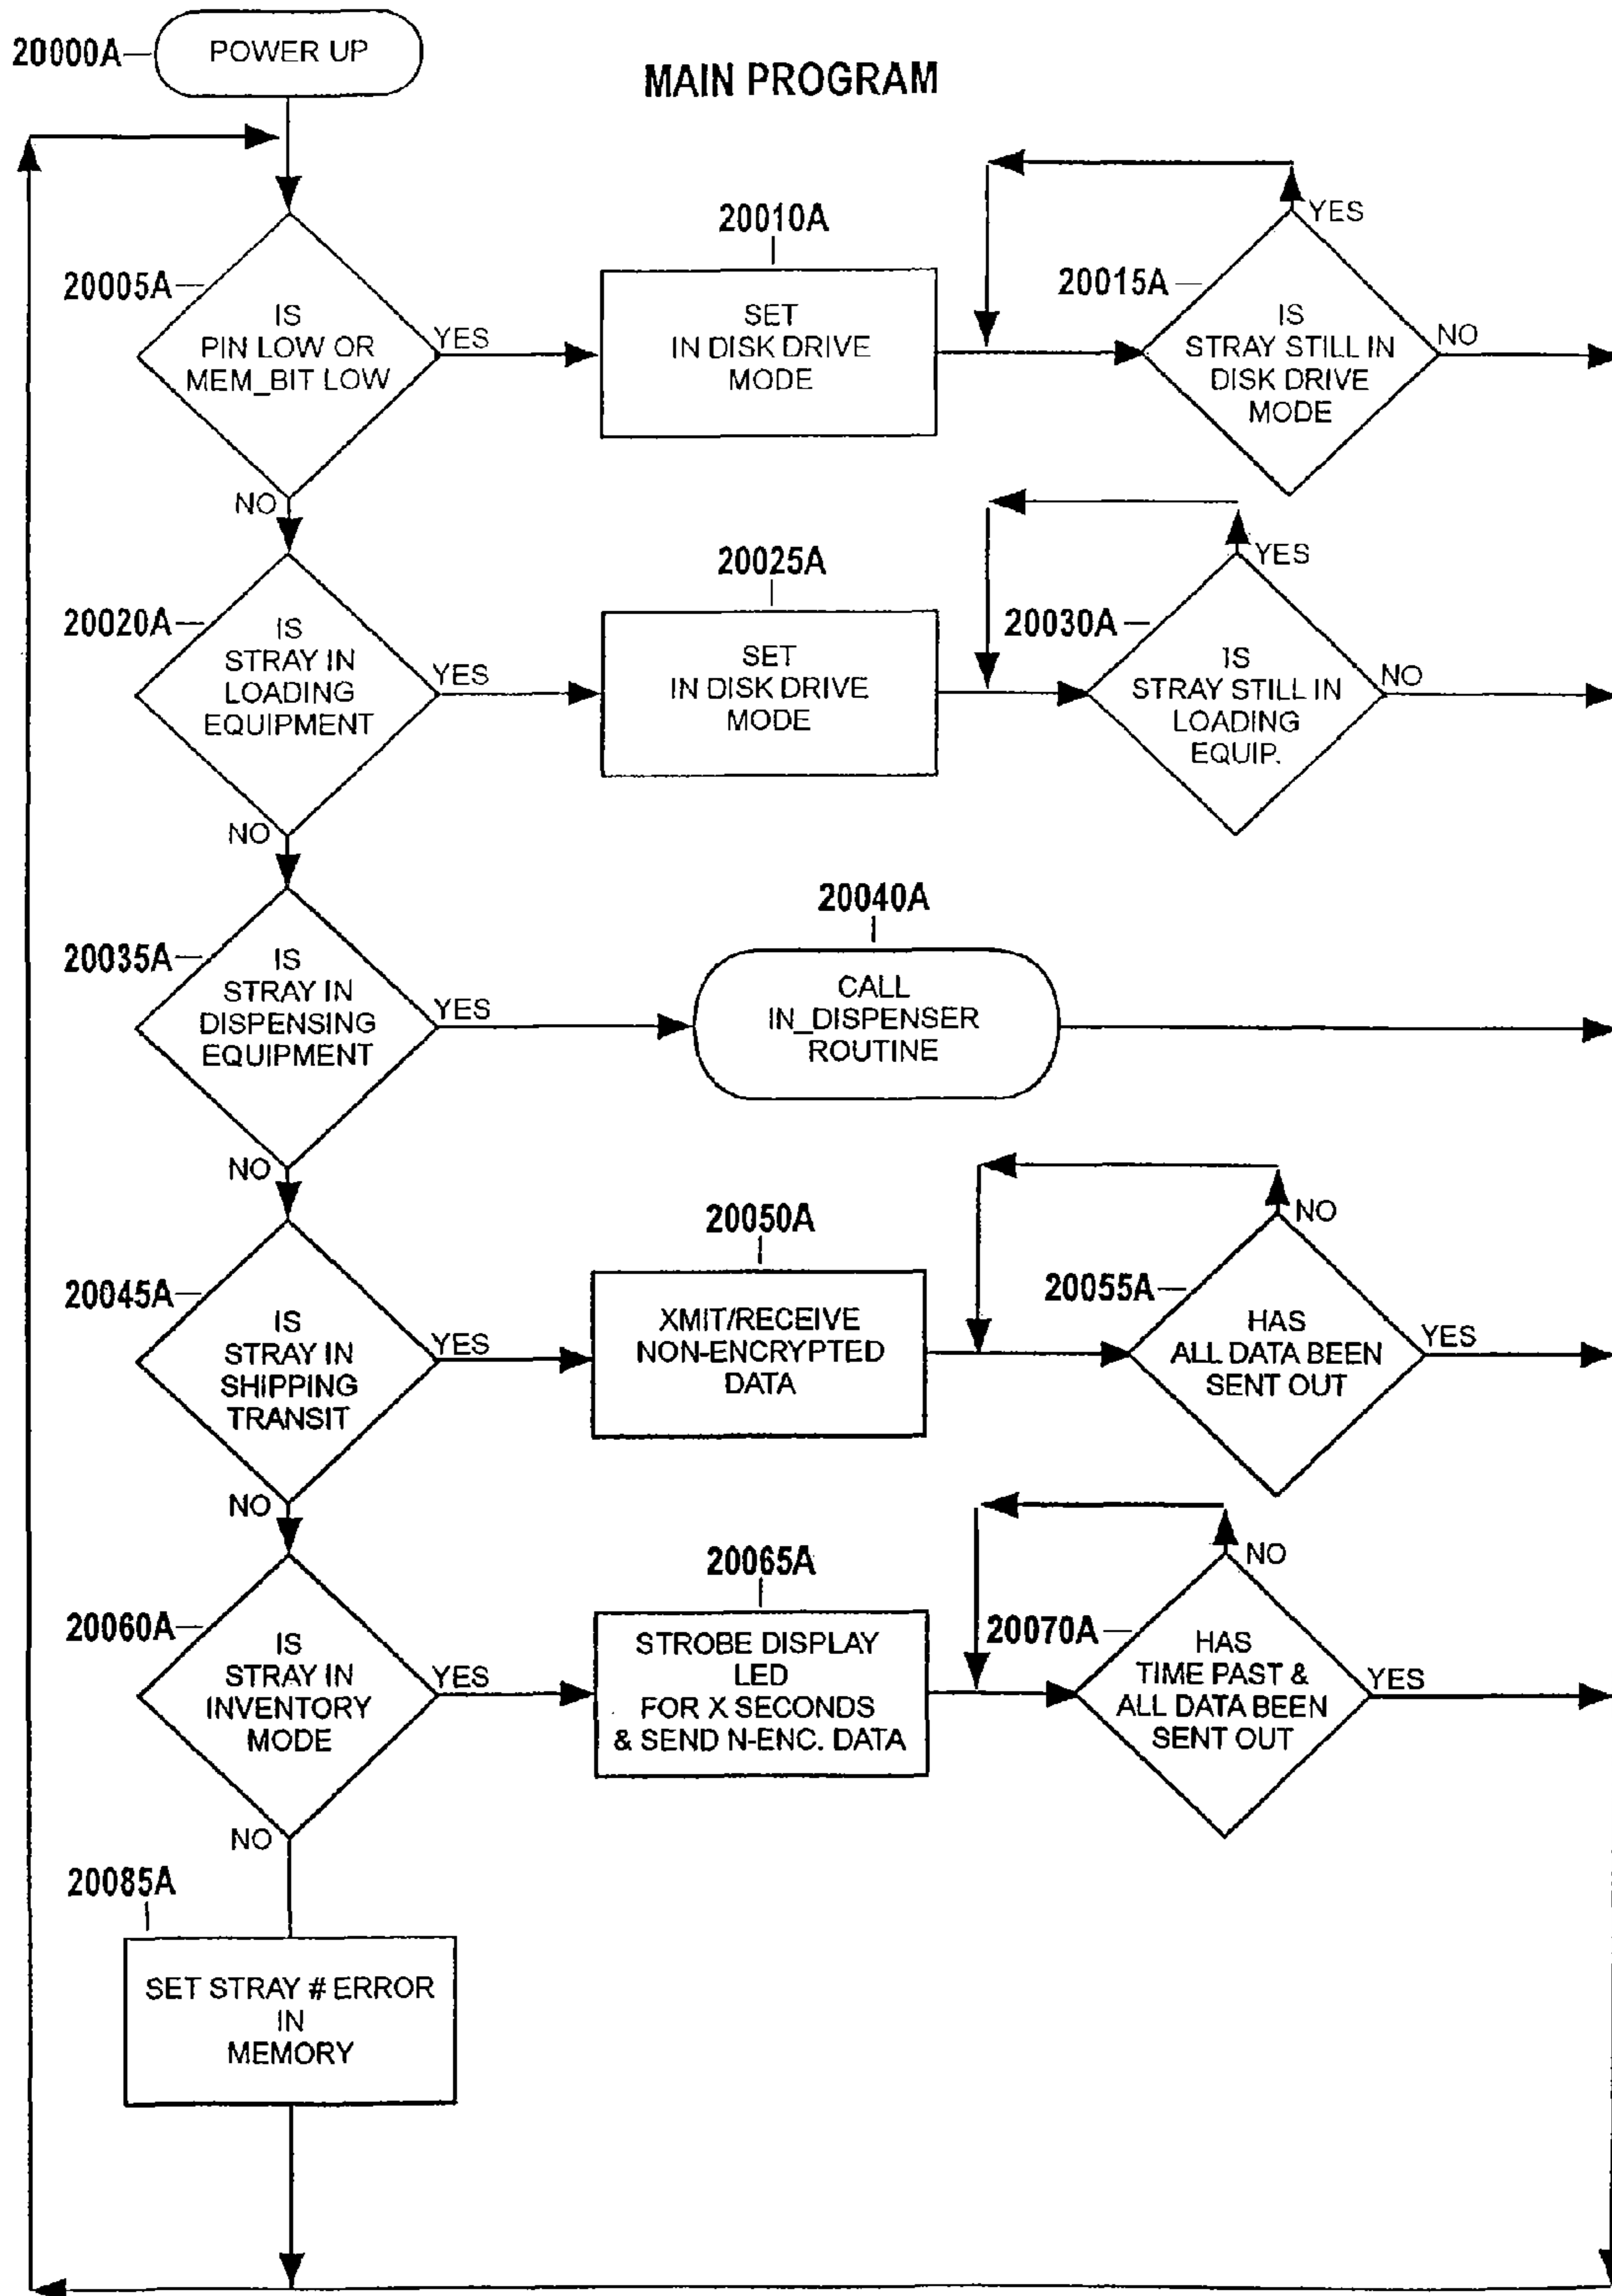 20000A
POWER UP
MAIN PROGRAM
20005A
IS
PIN LOW OR
MEM_BIT LOW
YES
NO
20010A
SET
IN DISK DRIVE
MODE
20015A
IS
STRAY STILL IN
DISK DRIVE
MODE
YES
NO
20020A
IS
STRAY IN
LOADING
EQUIPMENT
YES
NO
20025A
SET
IN DISK DRIVE
MODE
20030A
IS
STRAY STILL IN
LOADING
EQUIP.
YES
NO
20035A
IS
STRAY IN
DISPENSING
EQUIPMENT
YES
NO
20040A
CALL
IN_DISPENSER
ROUTINE
20045A
IS
STRAY IN
SHIPPING
TRANSIT
YES
NO
20050A
XMIT/RECEIVE
NON-ENCRYPTED
DATA
20055A
HAS
ALL DATA BEEN
SENT OUT
NO
YES
20060A
IS
STRAY IN
INVENTORY
MODE
YES
NO
20065A
STROBE DISPLAY
LED
FOR X SECONDS
& SEND N-ENC. DATA
20070A
HAS
TIME PAST &
ALL DATA BEEN
SENT OUT
NO
YES
20085A
SET STRAY # ERROR
IN
MEMORY